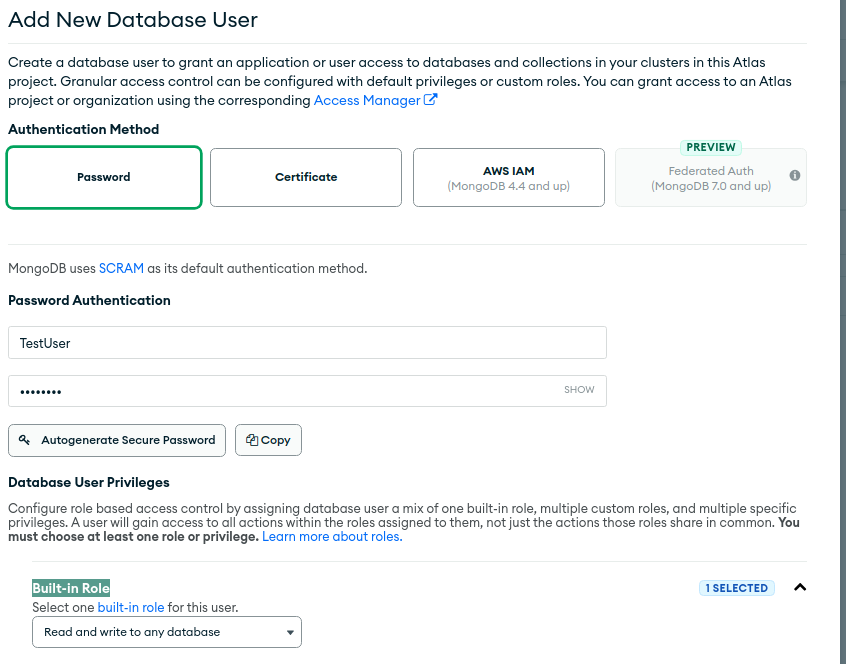 Add New Database User
Create a database user to grant an application or user access to databases and collections in your clusters in this Atlas
project. Granular access control can be configured with default privileges or custom roles. You can grant access to an Atlas
project or organization using the corresponding Access Manager
Authentication Method
PREVIEW
Password
Certificate
AWS IAM
(MongoDB 4.4 and up)
Federated Auth
(MongoDB 7.0 and up)
MongoDB uses SCRAM as its default authentication method.
Password Authentication
TestUser
•••••••• SHOW
Autogenerate Secure Password Copy
Database User Privileges
Configure role based access control by assigning database user a mix of one built-in role, multiple custom roles, and multiple specific
privileges. A user will gain access to all actions within the roles assigned to them, not just the actions those roles share in common. You
must choose at least one role or privilege. Learn more about roles.
Built-in Role 1 SELECTED
Select one built-in role for this user.
Read and write to any database